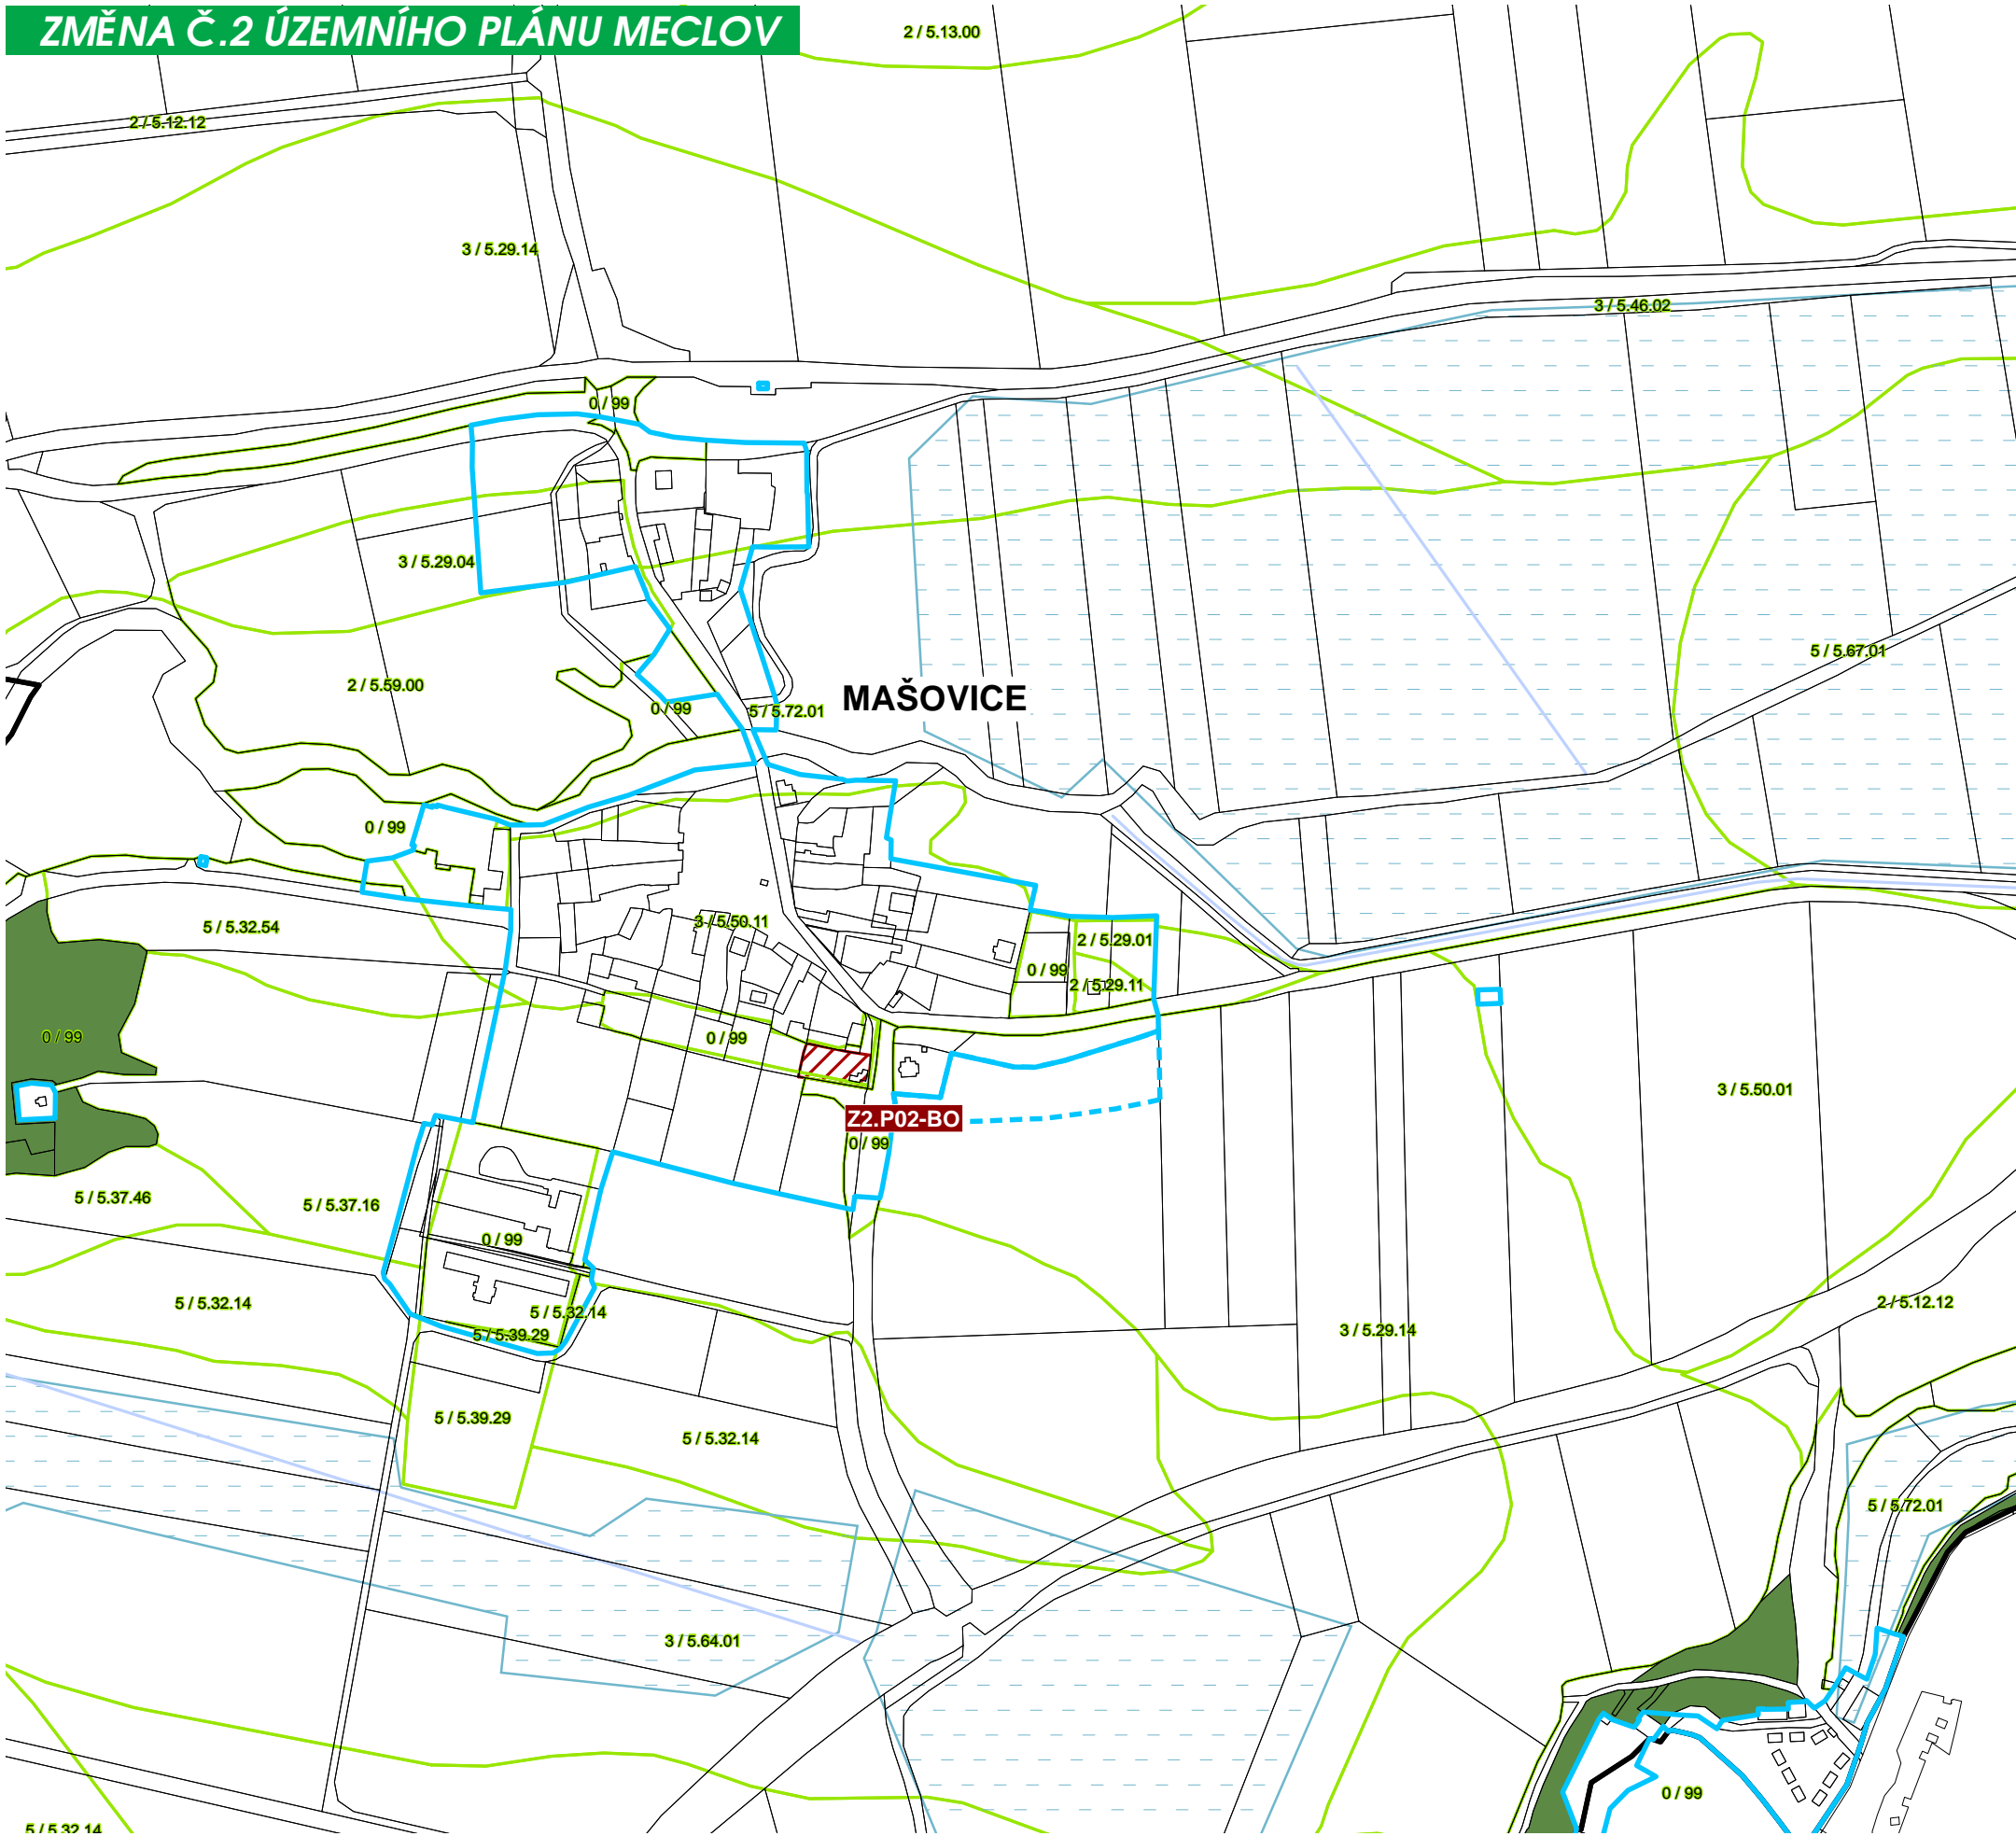 ZMĚNA Č.2 ÚZEMNÍHO PLÁNU MECLOV
2 / 5.13.00
2 / 5.12.12
3 / 5.29.14
3 / 5.46.02
0 / 99
3 / 5.29.04
5 / 5.67.01
2 / 5.59.00
MAŠOVICE
0 / 99
5 / 5.72.01
0 / 99
3 / 5.50.11
5 / 5.32.54
2 / 5.29.01
0 / 99
2 / 5.29.11
0 / 99
0 / 99
3 / 5.50.01
Z2.P02-BO
0 / 99
5 / 5.37.46
5 / 5.37.16
0 / 99
5 / 5.32.14
5 / 5.32.14
2 / 5.12.12
5 / 5.39.29
3 / 5.29.14
5 / 5.39.29
5 / 5.32.14
5 / 5.72.01
3 / 5.64.01
0 / 99
5 / 5.32.14